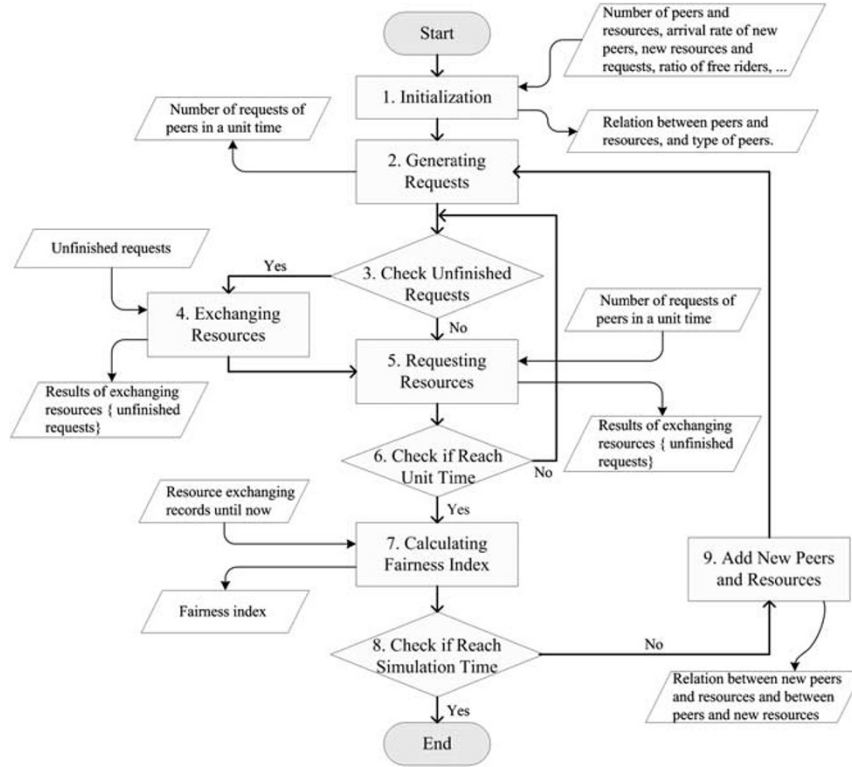 Start
Number of peers and
resources, arrival rate of new
peers, new resources and
requests, ratio of free riders, ...
1. Initialization
Number of requests of
peers in a unit time
Relation between peers and
resources, and type of peers.
2. Generating
Requests
Unfinished requests
Yes
3. Check Unfinished
Requests
4. Exchanging
Resources
No
Number of requests of
peers in a unit time
5. Requesting
Resources
Results of exchanging
resources { unfinished
requests}
Results of exchanging
resources { unfinished
requests}
6. Check if Reach
Unit Time
No
Yes
Resource exchanging
records until now
7. Calculating
Fairness Index
9. Add New Peers
and Resources
Fairness index
8. Check if Reach
Simulation Time
No
Relation between new peers
and resources and between
peers and new resources
Yes
End